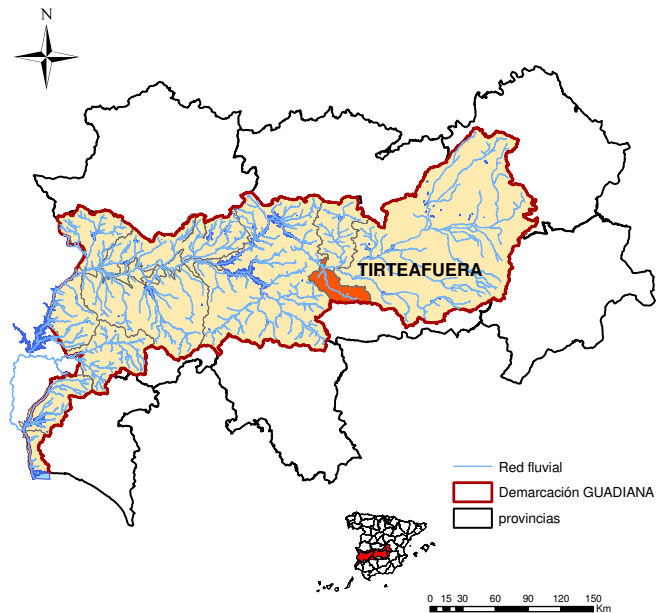 N
TIRTEAFUERA
Red fluvial
Demarcación GUADIANA
provincias
0 15 30 60 90 120 150
Km